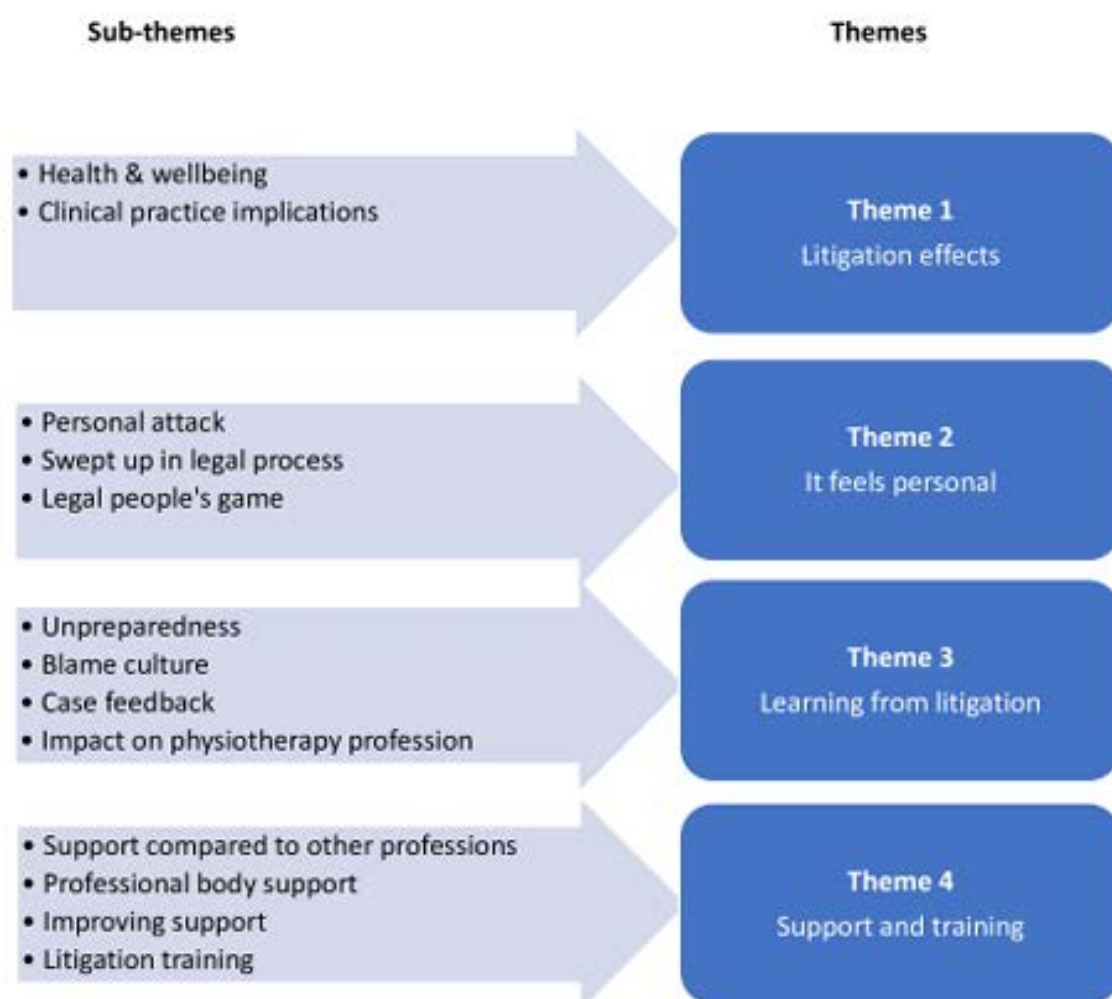 Sub-themes
Themes
• Health & wellbeing
• Clinical practice implications
Theme 1
Litigation effects
• Personal attack
• Swept up in legal process
• Legal people's game
Theme 2
It feels personal
• Unpreparedness
• Blame culture
• Case feedback
• Impact on physiotherapy profession
Theme 3
Learning from litigation
• Support compared to other professions
• Professional body support
• Improving support
• Litigation training
Theme 4
Support and training